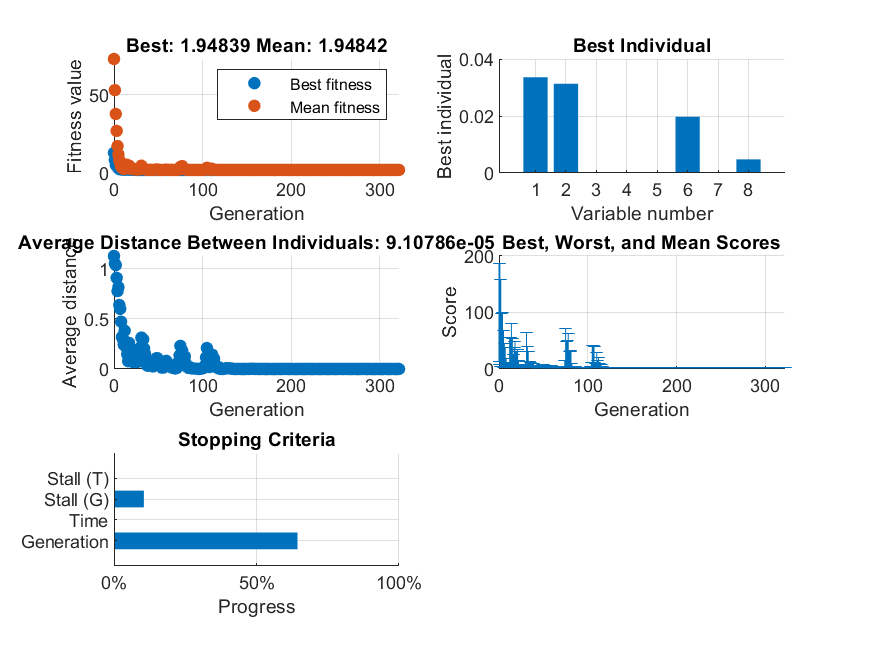 Best: 1.94839 Mean: 1.94842
Fitness value
50
0
Best fitness
Mean fitness
0 100 200 300
Generation
Best Individual
Best individual
0.04
0.02
0
1 2 3 4 5 6 7 8
Variable number
Average Distance Between Individuals: 9.10786e-05
Average distance
1
0.5
0
0 100 200 300
Generation
Best, Worst, and Mean Scores
Score
200
100
0
0 100 200 300
Generation
Stopping Criteria
Stall (T)
Stall (G)
Time
Generation
0% 50% 100%
Progress